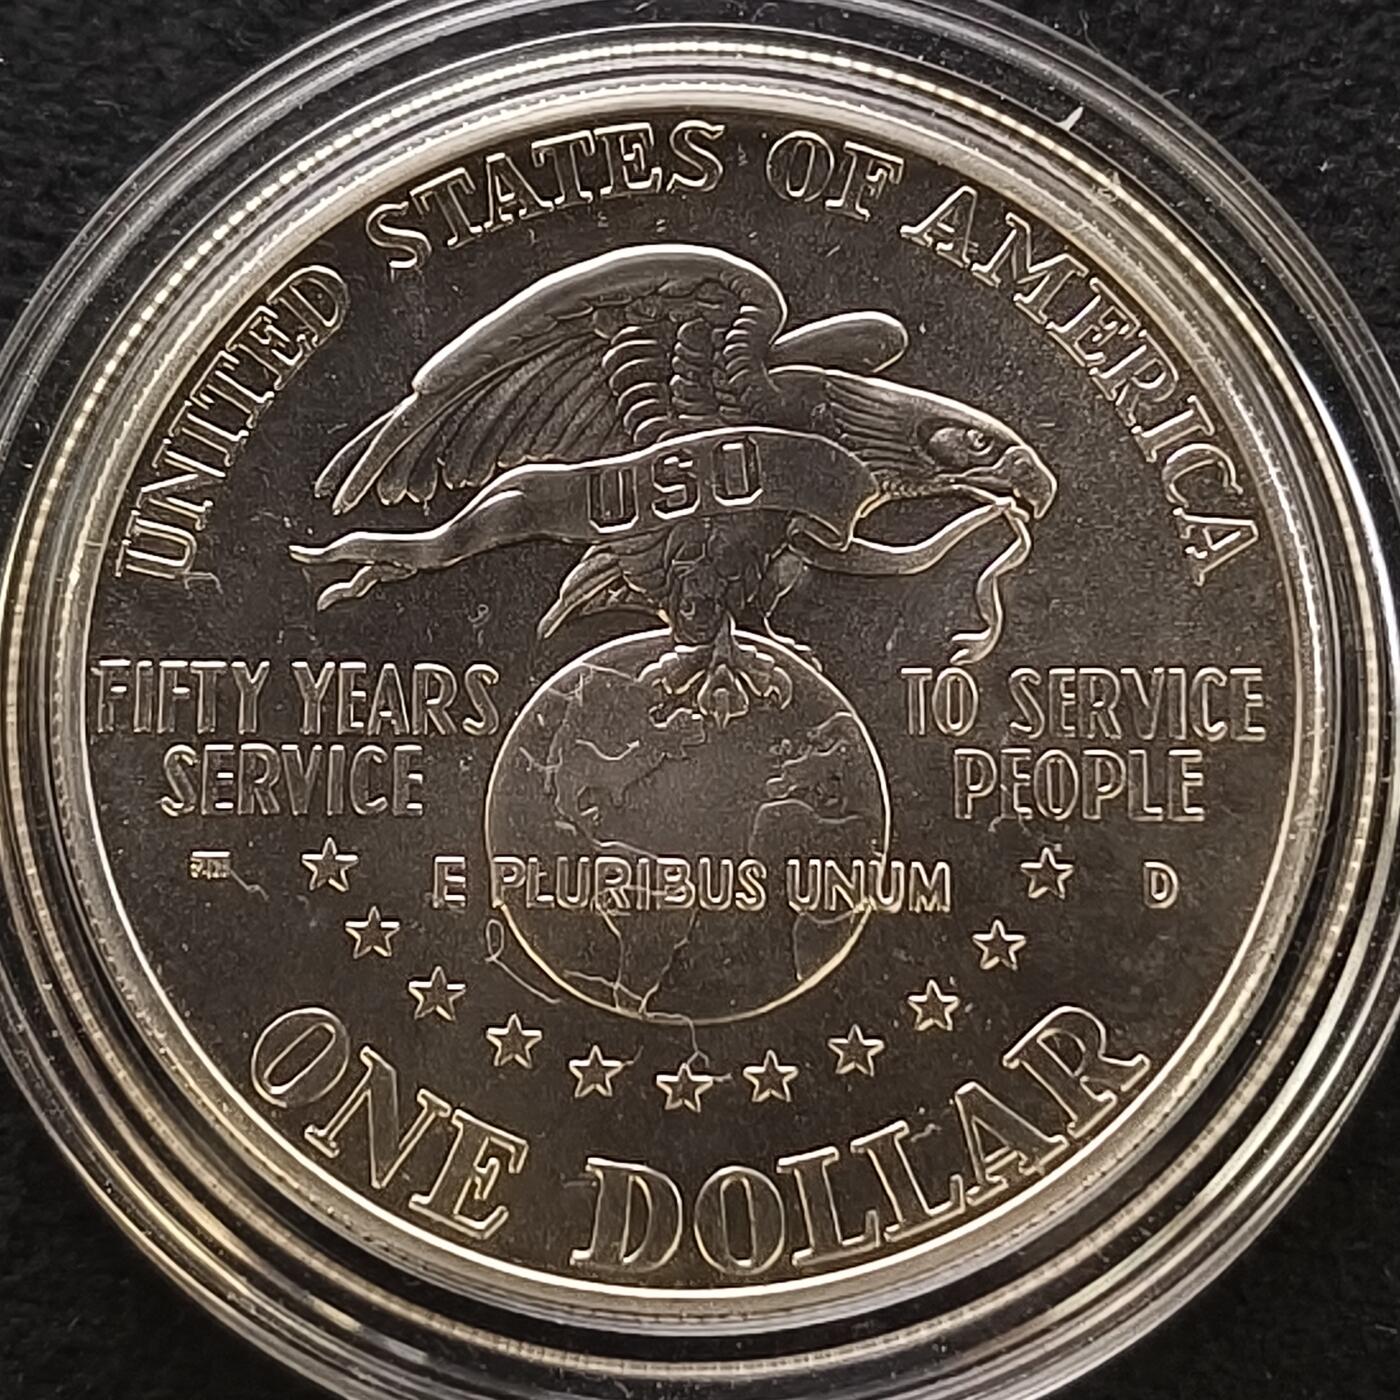 UNITED STATES OF AMERICA
USO
FIFTY YEARS
SERVICE
TO SERVICE
PEOPLE
E PLURIBUS UNUM
D
ONE DOLLAR